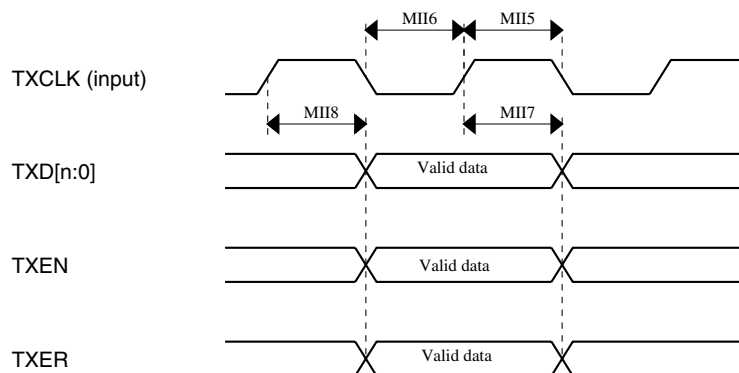 MII6 MII5
TXCLK (input)
MII8 MII7
TXD[n:0] Valid data
TXEN Valid data
TXER Valid data